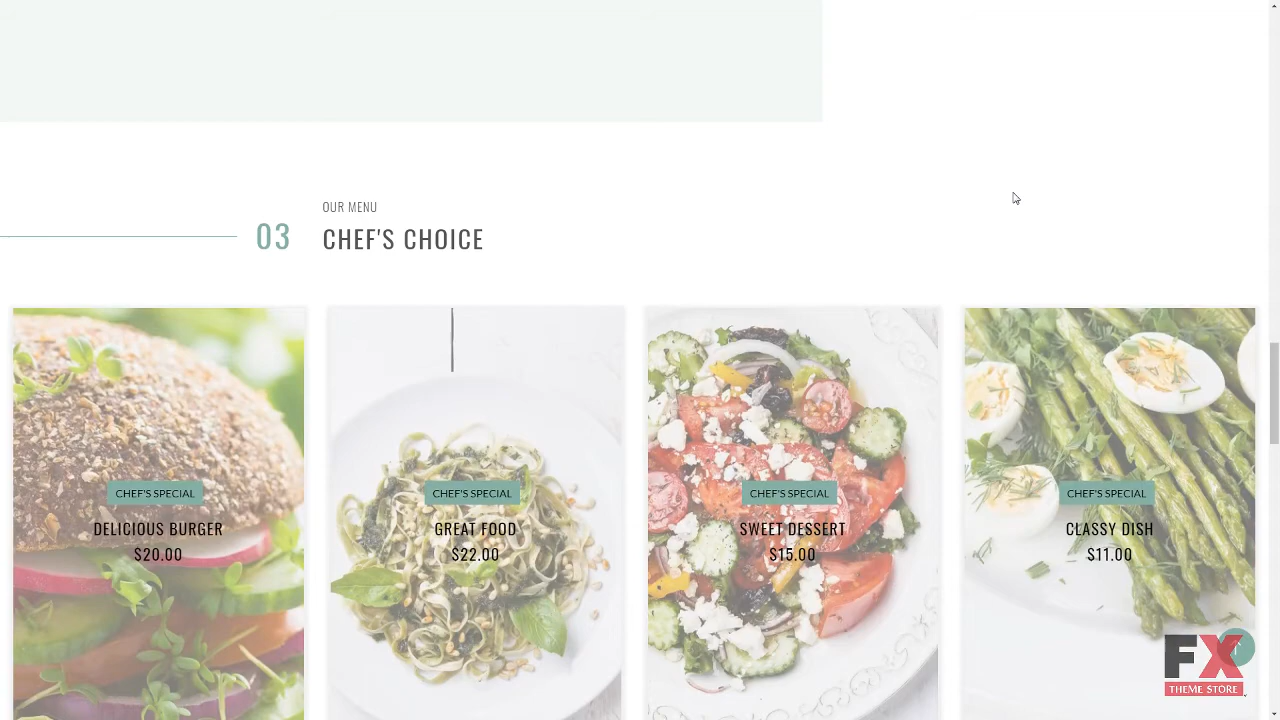 OUR MENU
03
CHEF'S CHOICE
CHEF'S SPECIAL
DELICIOUS BURGER
$20.00
CHEF'S SPECIAL
GREAT FOOD
$22.00
CHEF'S SPECIAL
SWEET DESSERT
$15.00
CHEF'S SPECIAL
CLASSY DISH
$11.00
FX
THEME STORE